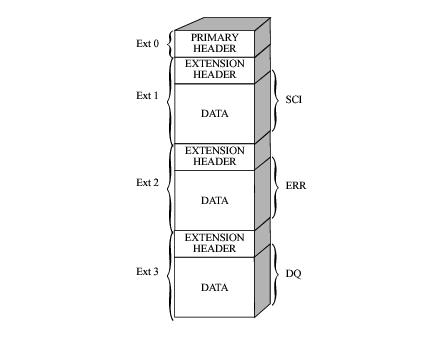 Ext 0
PRIMARY
HEADER
EXTENSION
HEADER
Ext 1
DATA
SCI
EXTENSION
HEADER
Ext 2
DATA
ERR
EXTENSION
HEADER
Ext 3
DATA
DQ